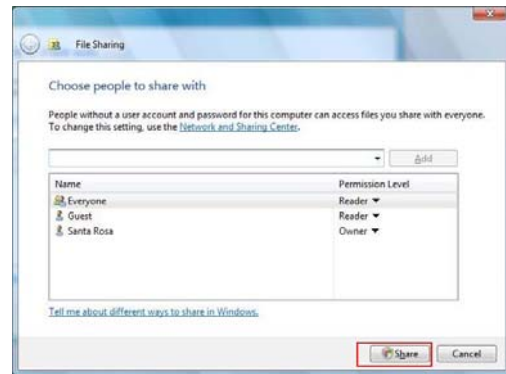 File Sharing
Choose people to share with
People without a user account and password for this computer can access files you share with everyone.
To change this setting, use the Network and Sharing Center.
Add
Name Permission Level
Everyone Reader
Guest Reader
Santa Rosa Owner
Tell me about different ways to share in Windows.
Share Cancel